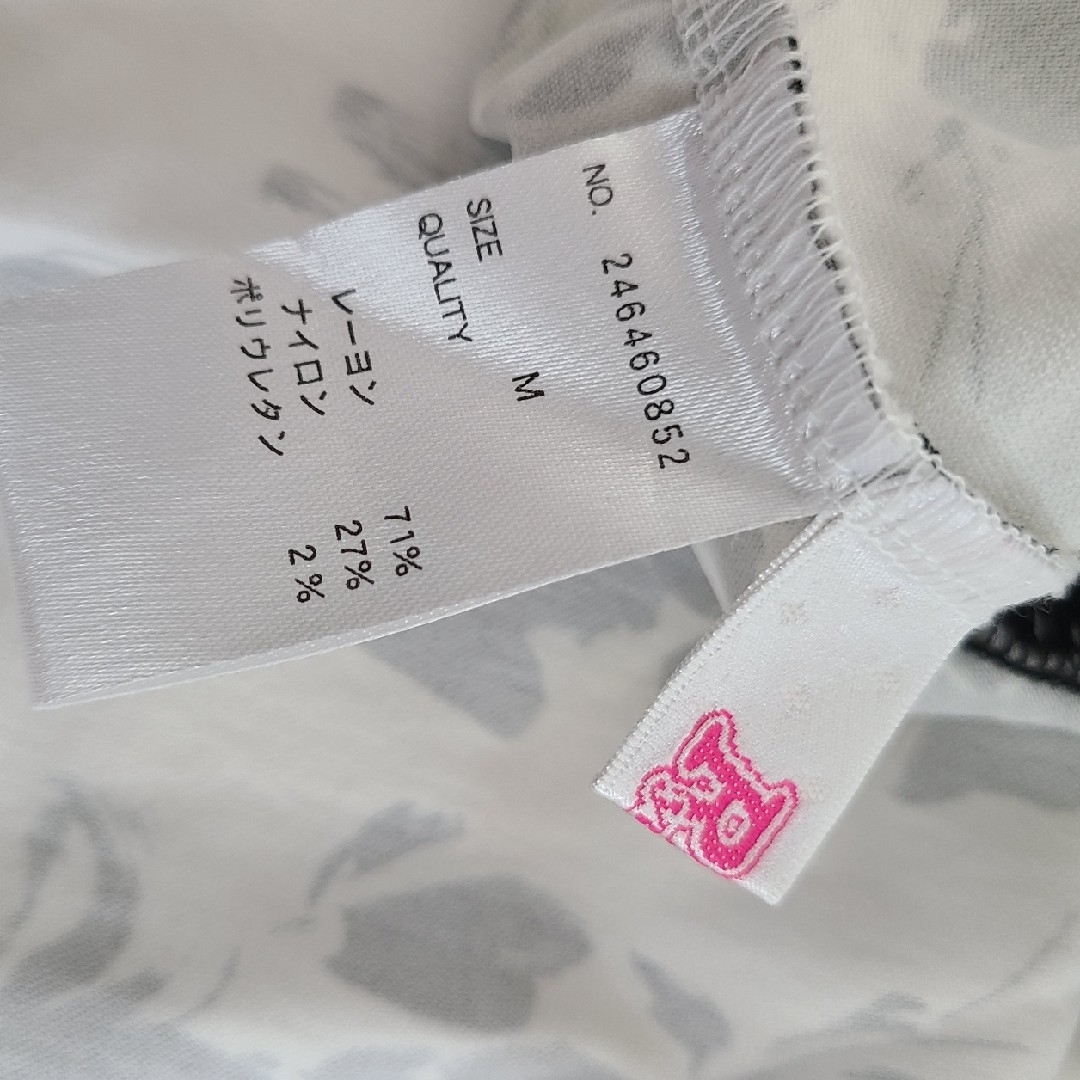 NO. 246460852
SIZE M
QUALITY
レーヨン 71%
ナイロン 27%
ポリウレタン 2%